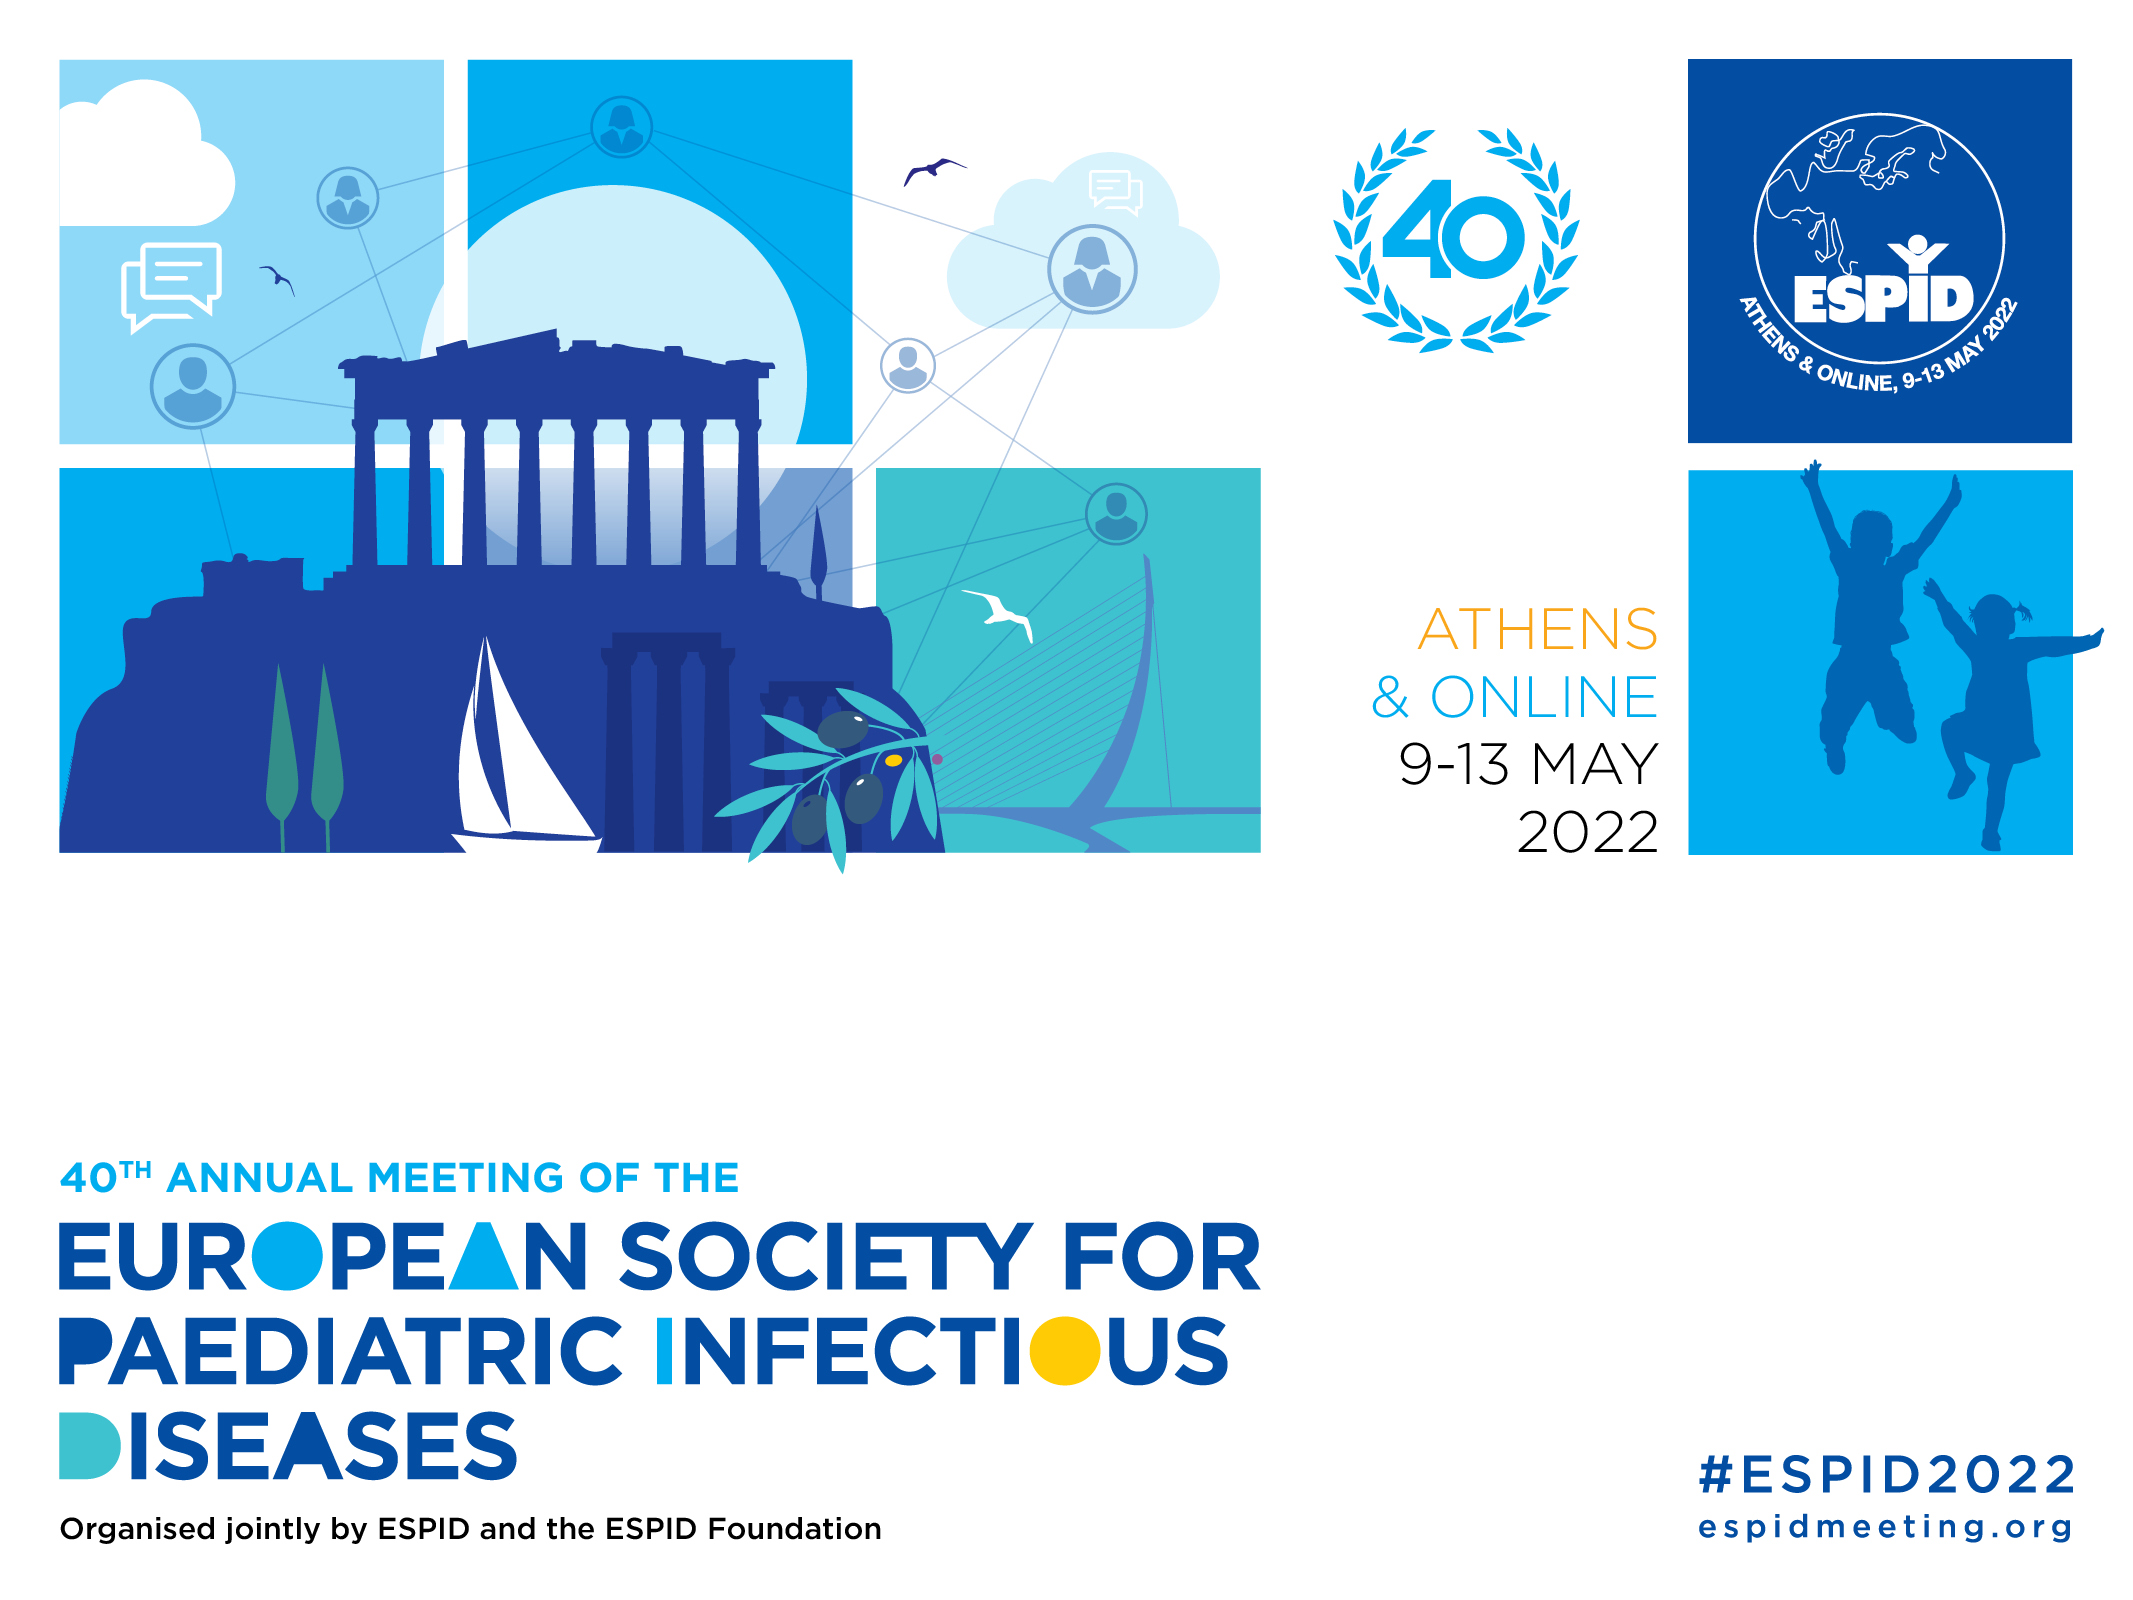 40
ESPID
ATHENS & ONLINE, 9-13 MAY 2022
ATHENS
& ONLINE
9-13 MAY
2022
40TH ANNUAL MEETING OF THE
EUROPEAN SOCIETY FOR
PAEDIATRIC INFECTIOUS
DISEASES
Organised jointly by ESPID and the ESPID Foundation
#ESPID2022
espidmeeting.org